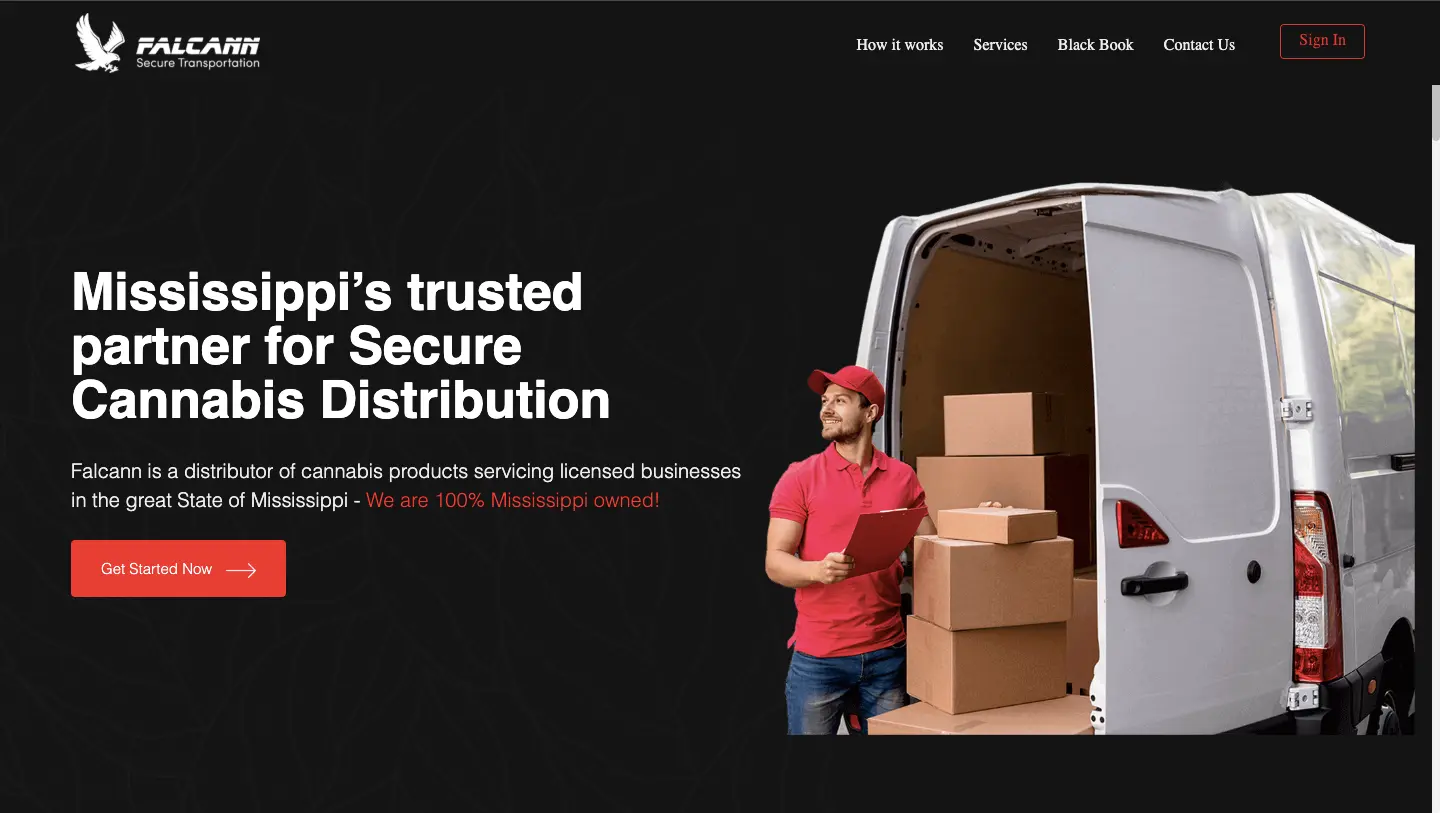 FALCANN
Secure Transportation
How it works
Services
Black Book
Contact Us
Sign In
Mississippi’s trusted
partner for Secure
Cannabis Distribution
Falcann is a distributor of cannabis products servicing licensed businesses
in the great State of Mississippi - We are 100% Mississippi owned!
Get Started Now